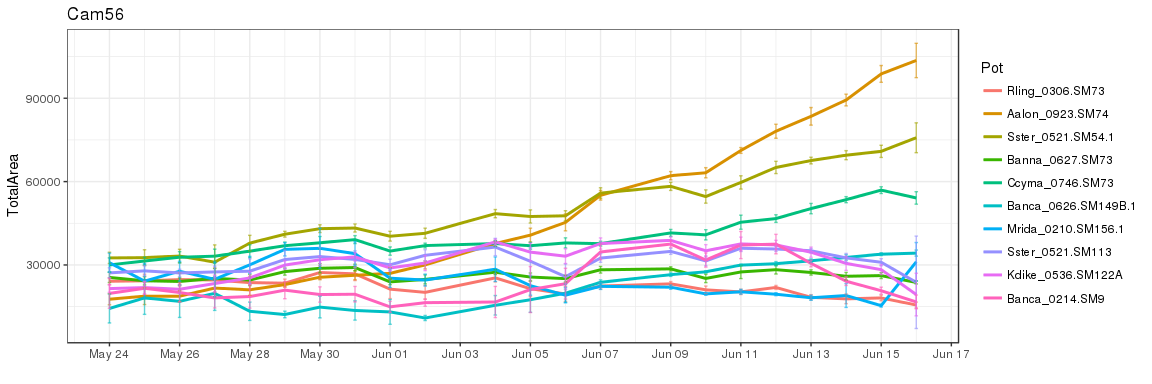 Cam56
TotalArea
90000
60000
30000
May 24
May 26
May 28
May 30
Jun 01
Jun 03
Jun 05
Jun 07
Jun 09
Jun 11
Jun 13
Jun 15
Jun 17
Pot
Rling_0306.SM73
Aalon_0923.SM74
Sster_0521.SM54.1
Banna_0627.SM73
Ccyma_0746.SM73
Banca_0626.SM149B.1
Mrida_0210.SM156.1
Sster_0521.SM113
Kdike_0536.SM122A
Banca_0214.SM9